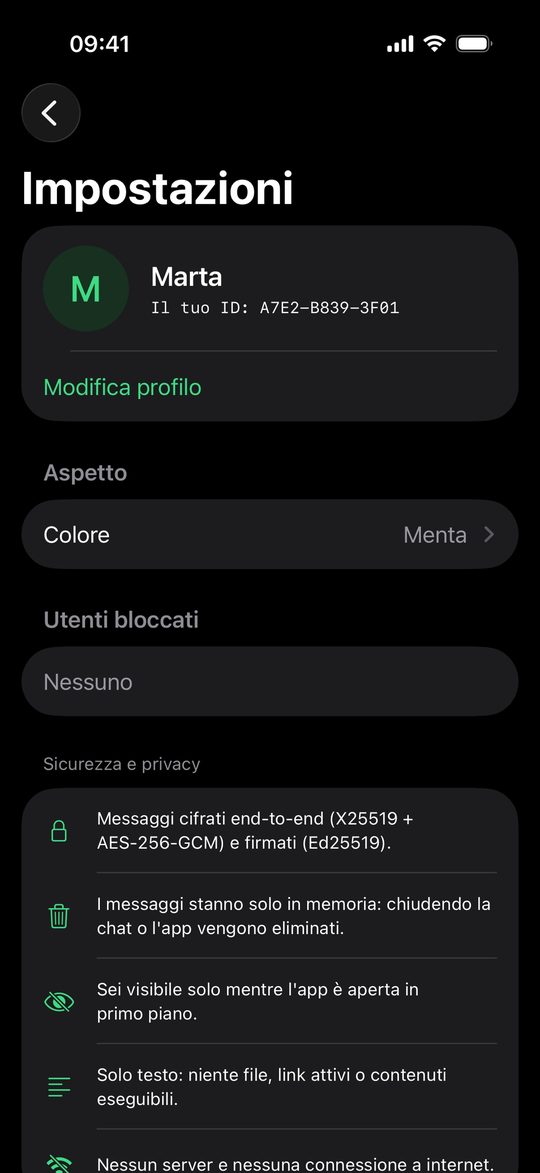 09:41
Impostazioni
M
Marta
Il tuo ID: A7E2-B839-3F01
Modifica profilo
Aspetto
Colore
Menta
Utenti bloccati
Nessuno
Sicurezza e privacy
Messaggi cifrati end-to-end (X25519 +
AES-256-GCM) e firmati (Ed25519).
I messaggi stanno solo in memoria: chiudendo la
chat o l'app vengono eliminati.
Sei visibile solo mentre l'app è aperta in
primo piano.
Solo testo: niente file, link attivi o contenuti
eseguibili.
Nessun server e nessuna connessione a internet.